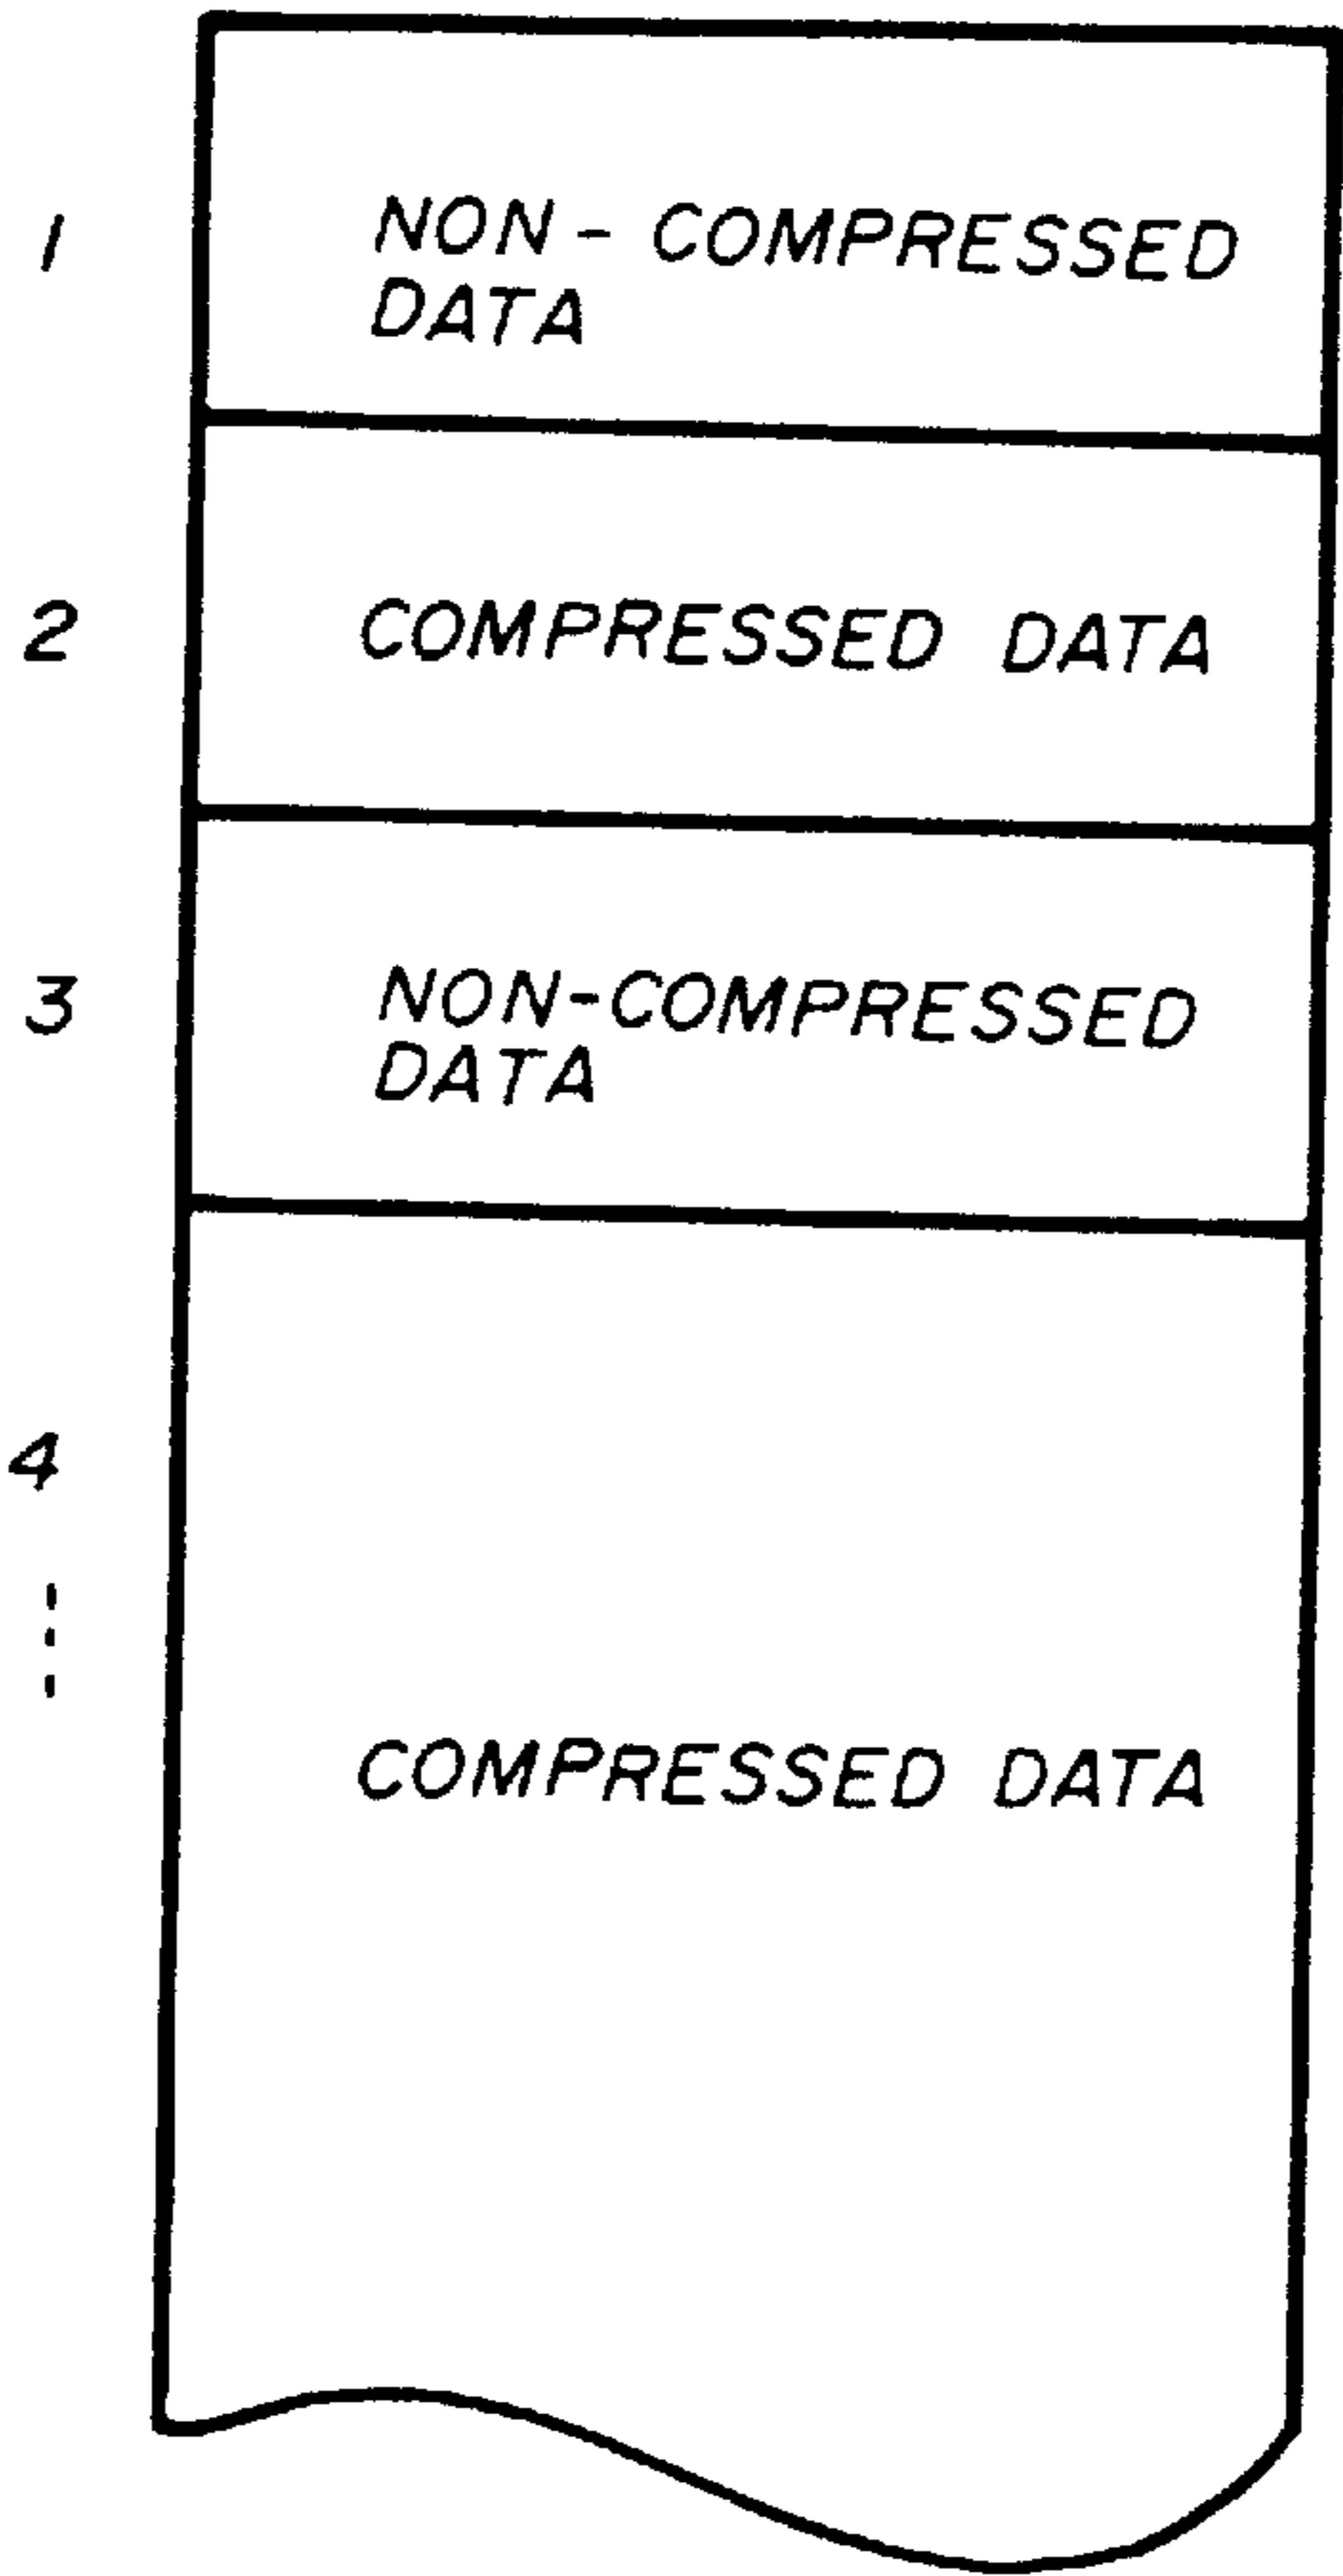 1
NON - COMPRESSED
DATA
2
COMPRESSED DATA
3
NON-COMPRESSED
DATA
4
COMPRESSED DATA